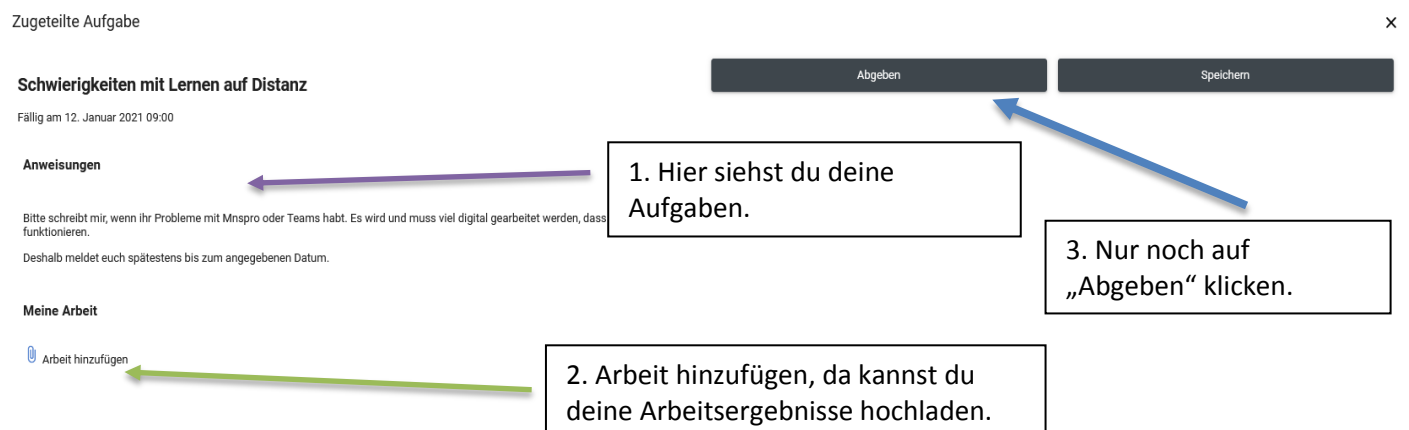 Zugeteilte Aufgabe
×
Schwierigkeiten mit Lernen auf Distanz
Abgeben
Speichern
Fällig am 12. Januar 2021 09:00
Anweisungen
1. Hier siehst du deine
Aufgaben.
Bitte schreibt mir, wenn ihr Probleme mit Mnspro oder Teams habt. Es wird und muss viel digital gearbeitet werden, dass
funktionieren.
Deshalb meldet euch spätestens bis zum angegebenen Datum.
3. Nur noch auf
„Abgeben“ klicken.
Meine Arbeit
Arbeit hinzufügen
2. Arbeit hinzufügen, da kannst du
deine Arbeitsergebnisse hochladen.